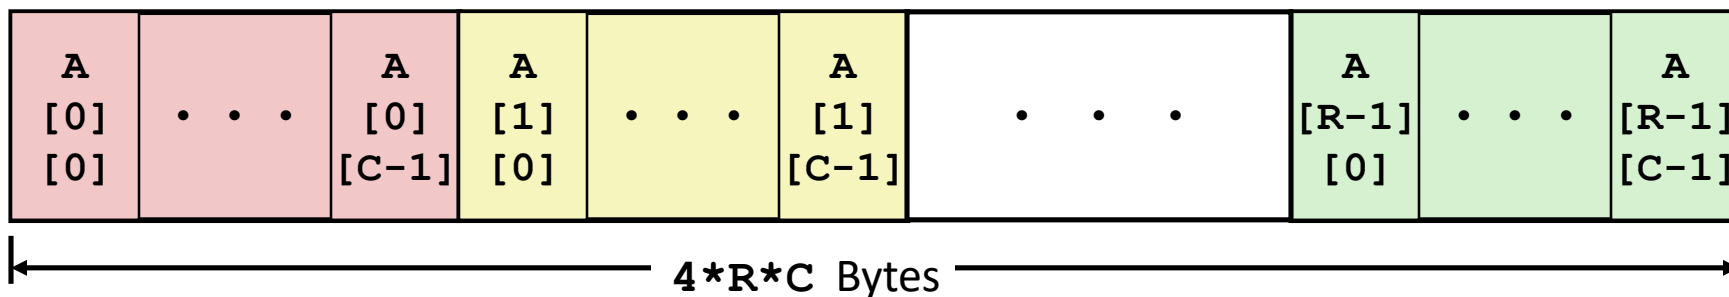 A A A A A A
[0] • • • [0] [1] • • • [1] • • • [R-1] • • • [R-1]
[0] [C-1] [0] [C-1] [0] [C-1]
4*R*C Bytes